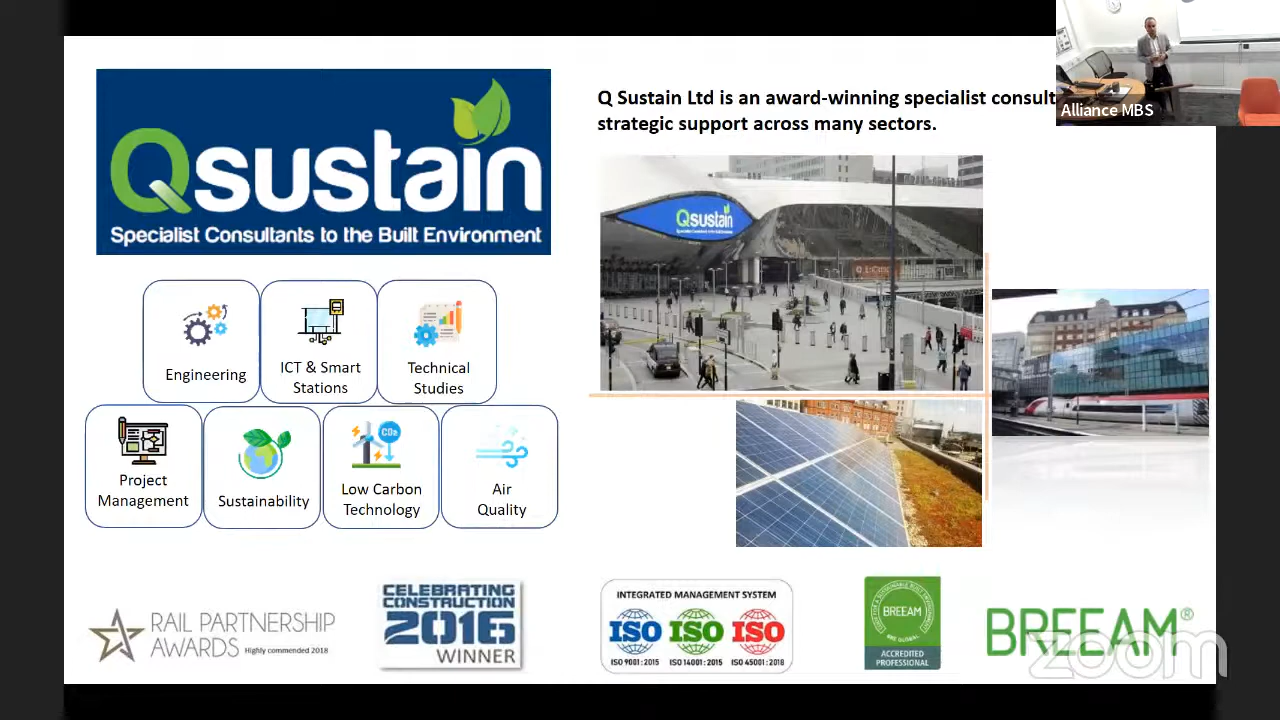 Qsustain
Specialist Consultants to the Built Environment
Q Sustain Ltd is an award-winning specialist
strategic support across many sectors.
Alliance MBS
Qsustain
Engineering
ICT & Smart
Stations
Technical
Studies
Project
Management
Sustainability
CO₂
Low Carbon
Technology
Air
Quality
RAIL PARTNERSHIP
AWARDS Highly commended 2018
CELEBRATING
CONSTRUCTION
2016
WINNER
INTEGRATED MANAGEMENT SYSTEM
ISO ISO ISO
ISO 9001:2015 ISO 14001:2015 ISO 45001:2018
BREEAM
ACCREDITED
PROFESSIONAL
BREEAM®
zoom